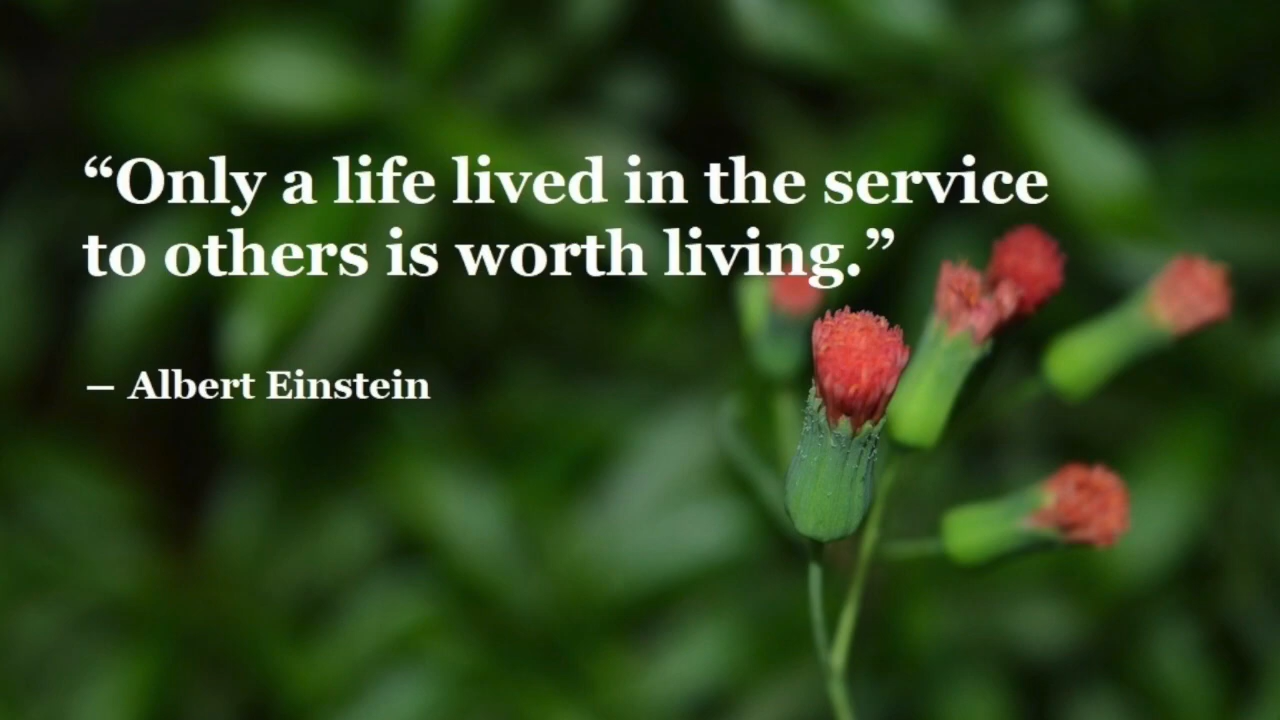 “Only a life lived in the service
to others is worth living.”
— Albert Einstein